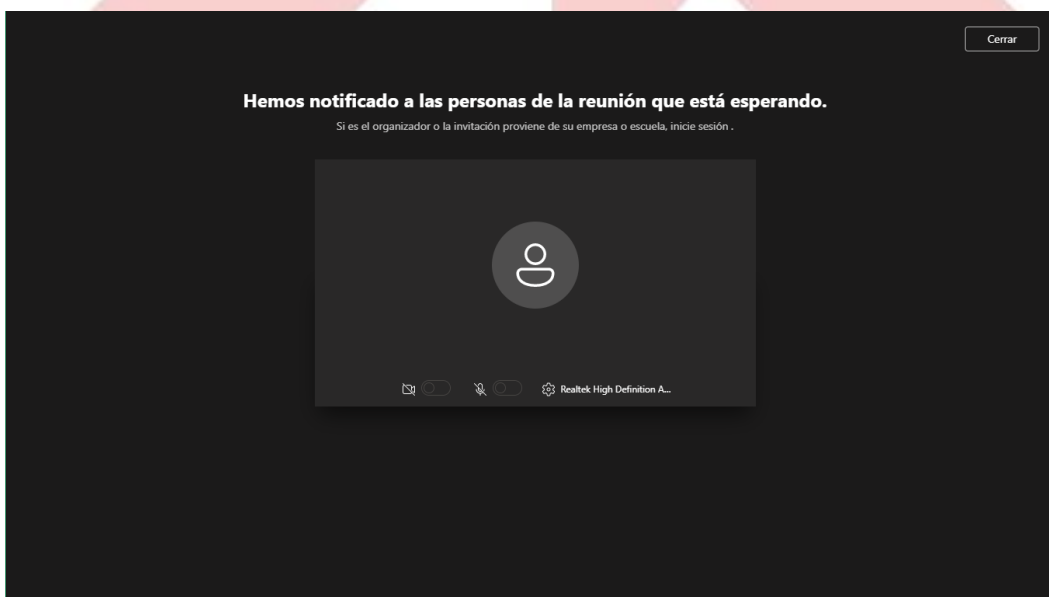 Cerrar
Hemos notificado a las personas de la reunión que está esperando.
Si es el organizador o la invitación proviene de su empresa o escuela, inicie sesión .
Realtek High Definition A...